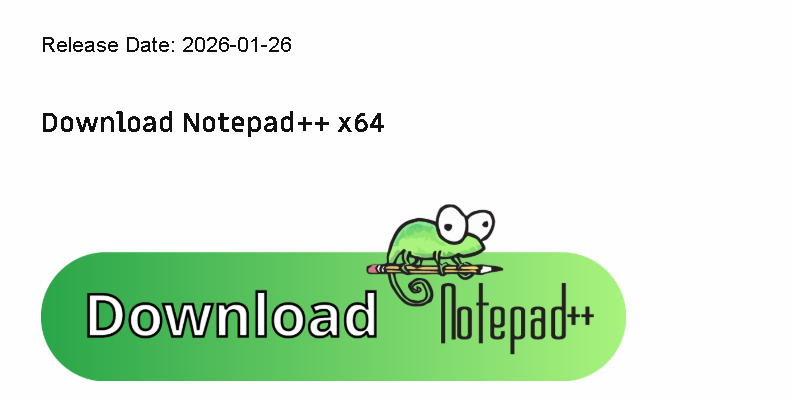 Release Date: 2026-01-26
Download Notepad++ x64
Download Notepad++